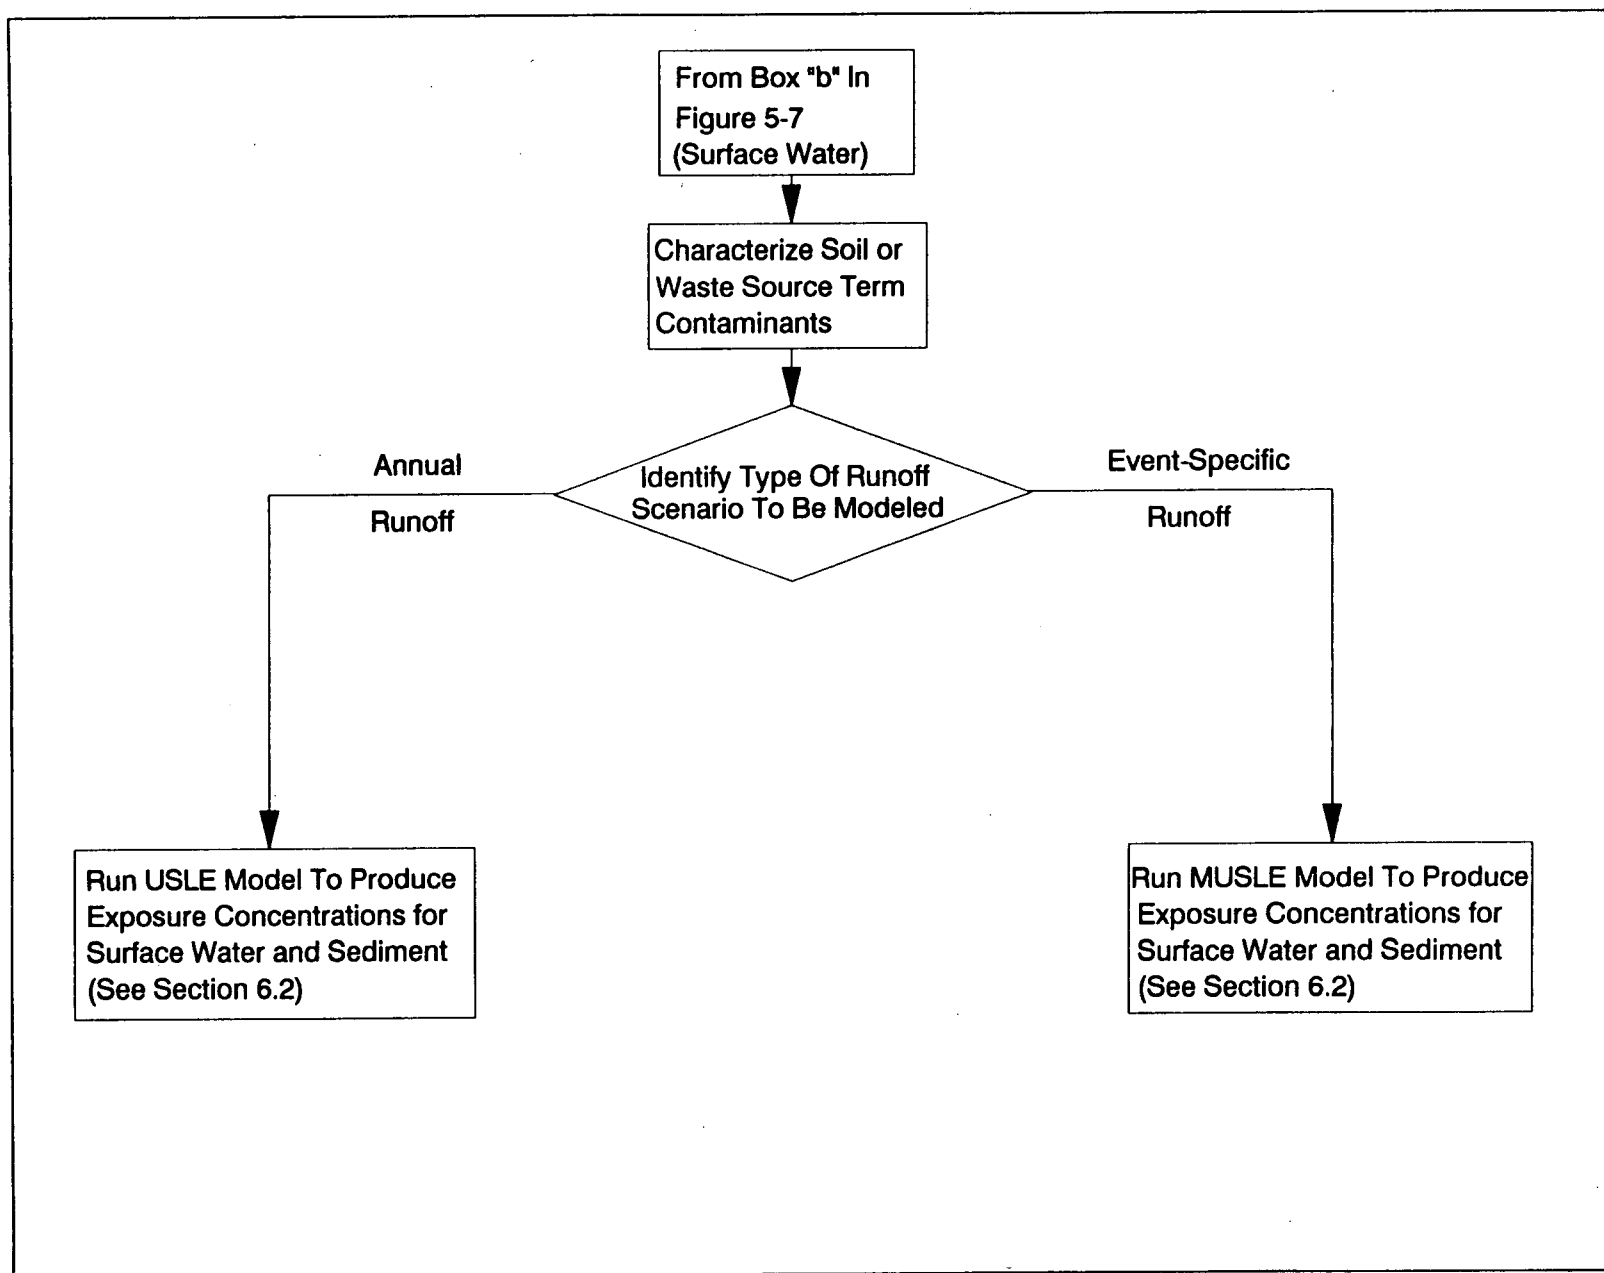 From Box "b" In
Figure 5-7
(Surface Water)
Characterize Soil or
Waste Source Term
Contaminants
Identify Type Of Runoff
Scenario To Be Modeled
Annual
Runoff
Event-Specific
Runoff
Run USLE Model To Produce
Exposure Concentrations for
Surface Water and Sediment
(See Section 6.2)
Run MUSLE Model To Produce
Exposure Concentrations for
Surface Water and Sediment
(See Section 6.2)